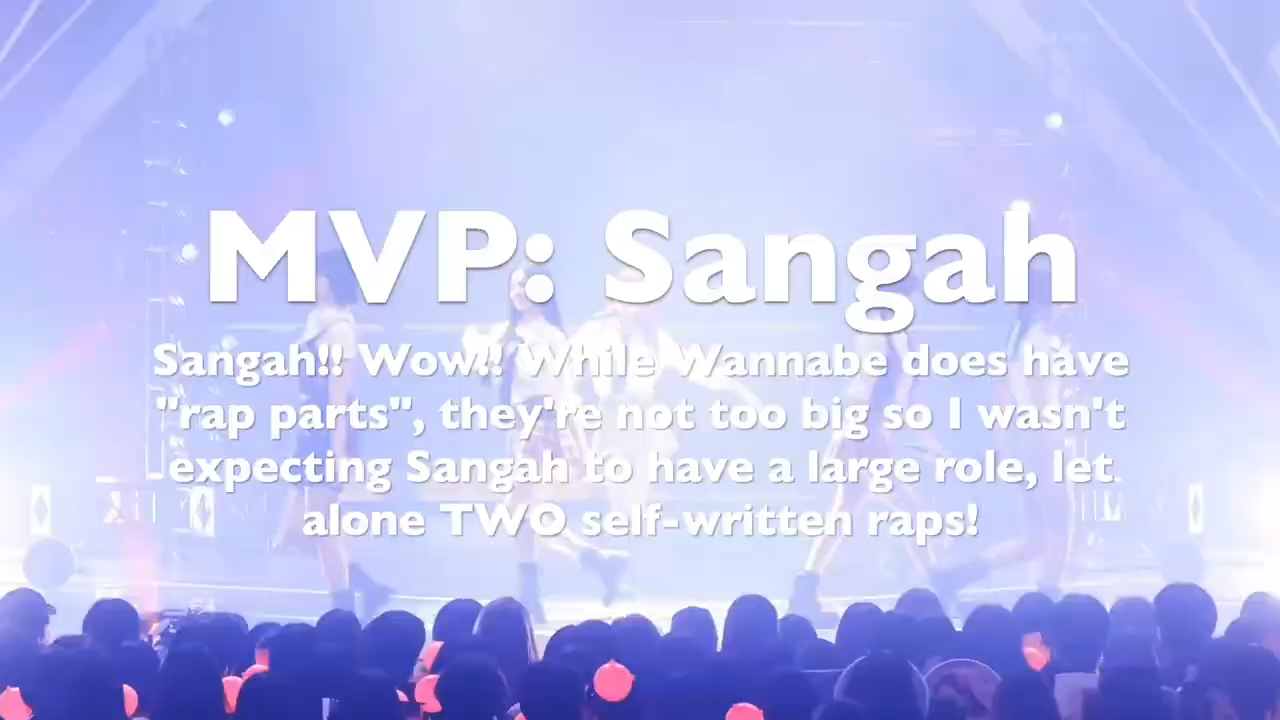 MVP: Sangah
Sangah!! Wow!! While Wannabe does have
"rap parts", they're not too big so I wasn't
expecting Sangah to have a large role, let
alone TWO self-written raps!